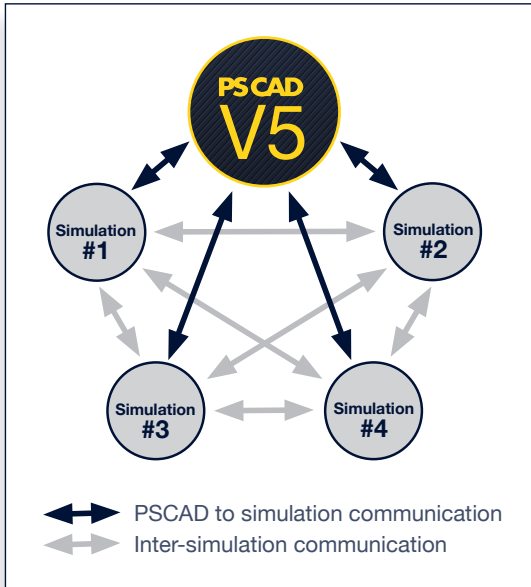 PSCAD
V5
Simulation
#1
Simulation
#2
Simulation
#3
Simulation
#4
PSCAD to simulation communication
Inter-simulation communication